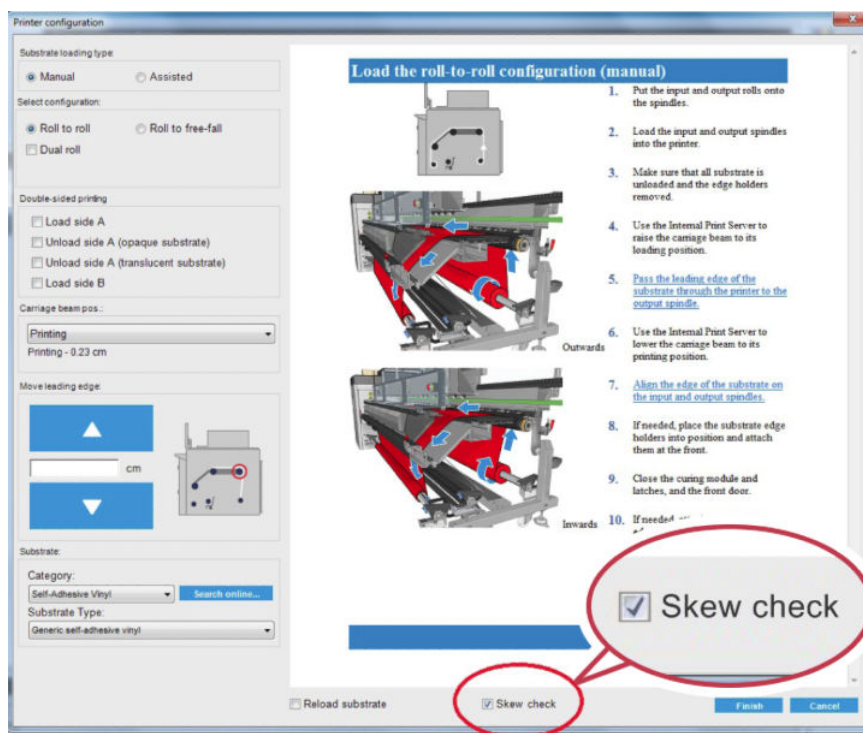 Printer configuration
Substrate loading type:
Manual
Assisted
Select configuration:
Roll to roll
Roll to free-fall
Dual roll
Double-sided printing
Load side A
Unload side A (opaque substrate)
Unload side A (translucent substrate)
Load side B
Carriage beam pos.:
Printing
Printing - 0.23 cm
Move leading edge:
cm
Substrate:
Category:
Self-Adhesive Vinyl
Search online...
Substrate Type:
Generic self-adhesive vinyl
Load the roll-to-roll configuration (manual)
1. Put the input and output rolls onto
the spindles.
2. Load the input and output spindles
into the printer.
3. Make sure that all substrate is
unloaded and the edge holders
removed.
4. Use the Internal Print Server to
raise the carriage beam to its
loading position.
5. Pass the leading edge of the
substrate through the printer to the
output spindle.
Outwards
6. Use the Internal Print Server to
lower the carriage beam to its
printing position.
7. Align the edge of the substrate on
the input and output spindles.
8. If needed, place the substrate edge
holders into position and attach
them at the front.
9. Close the curing module and
latches, and the front door.
Inwards
10. If needed,
Skew check
Reload substrate
Skew check
Finish
Cancel